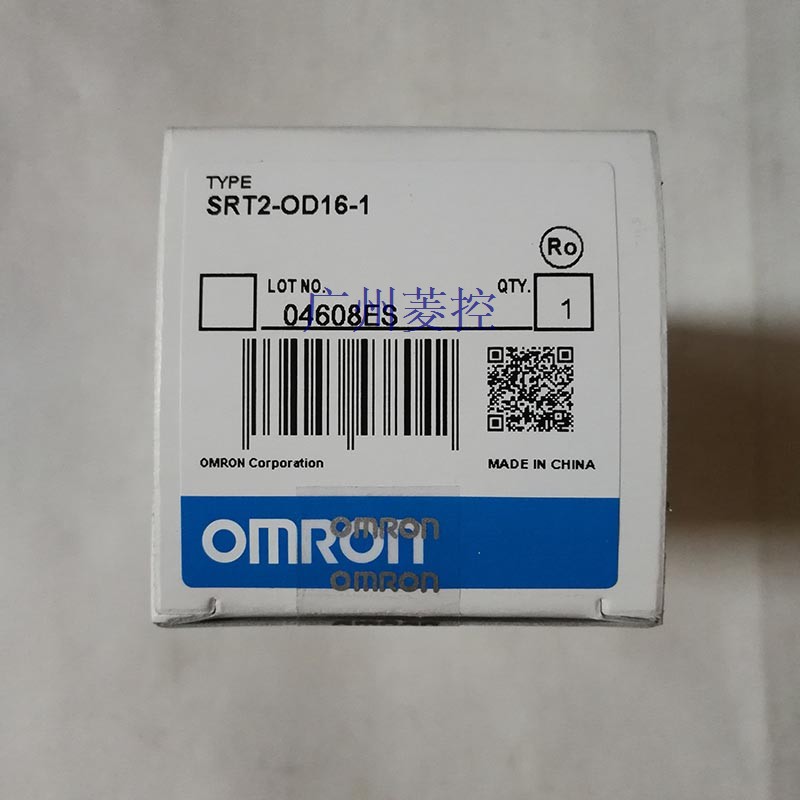 TYPE
SRT2-OD16-1
Ro
LOT NO.
QTY.
广州菱控
04608ES
1
OMRON Corporation
MADE IN CHINA
OMRON
OMRON
OMRON
OMRON